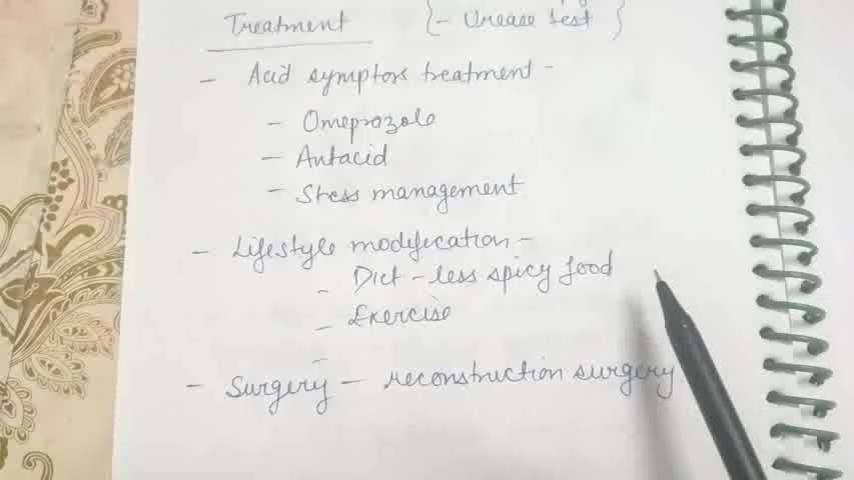 Treatment {- Urease test }
- Acid symptoms treatment -
- Omeprazole
- Antacid
- Stress management
- Lifestyle modification -
- Diet - less spicy food
- Exercise
-
- Surgery - reconstruction surgery